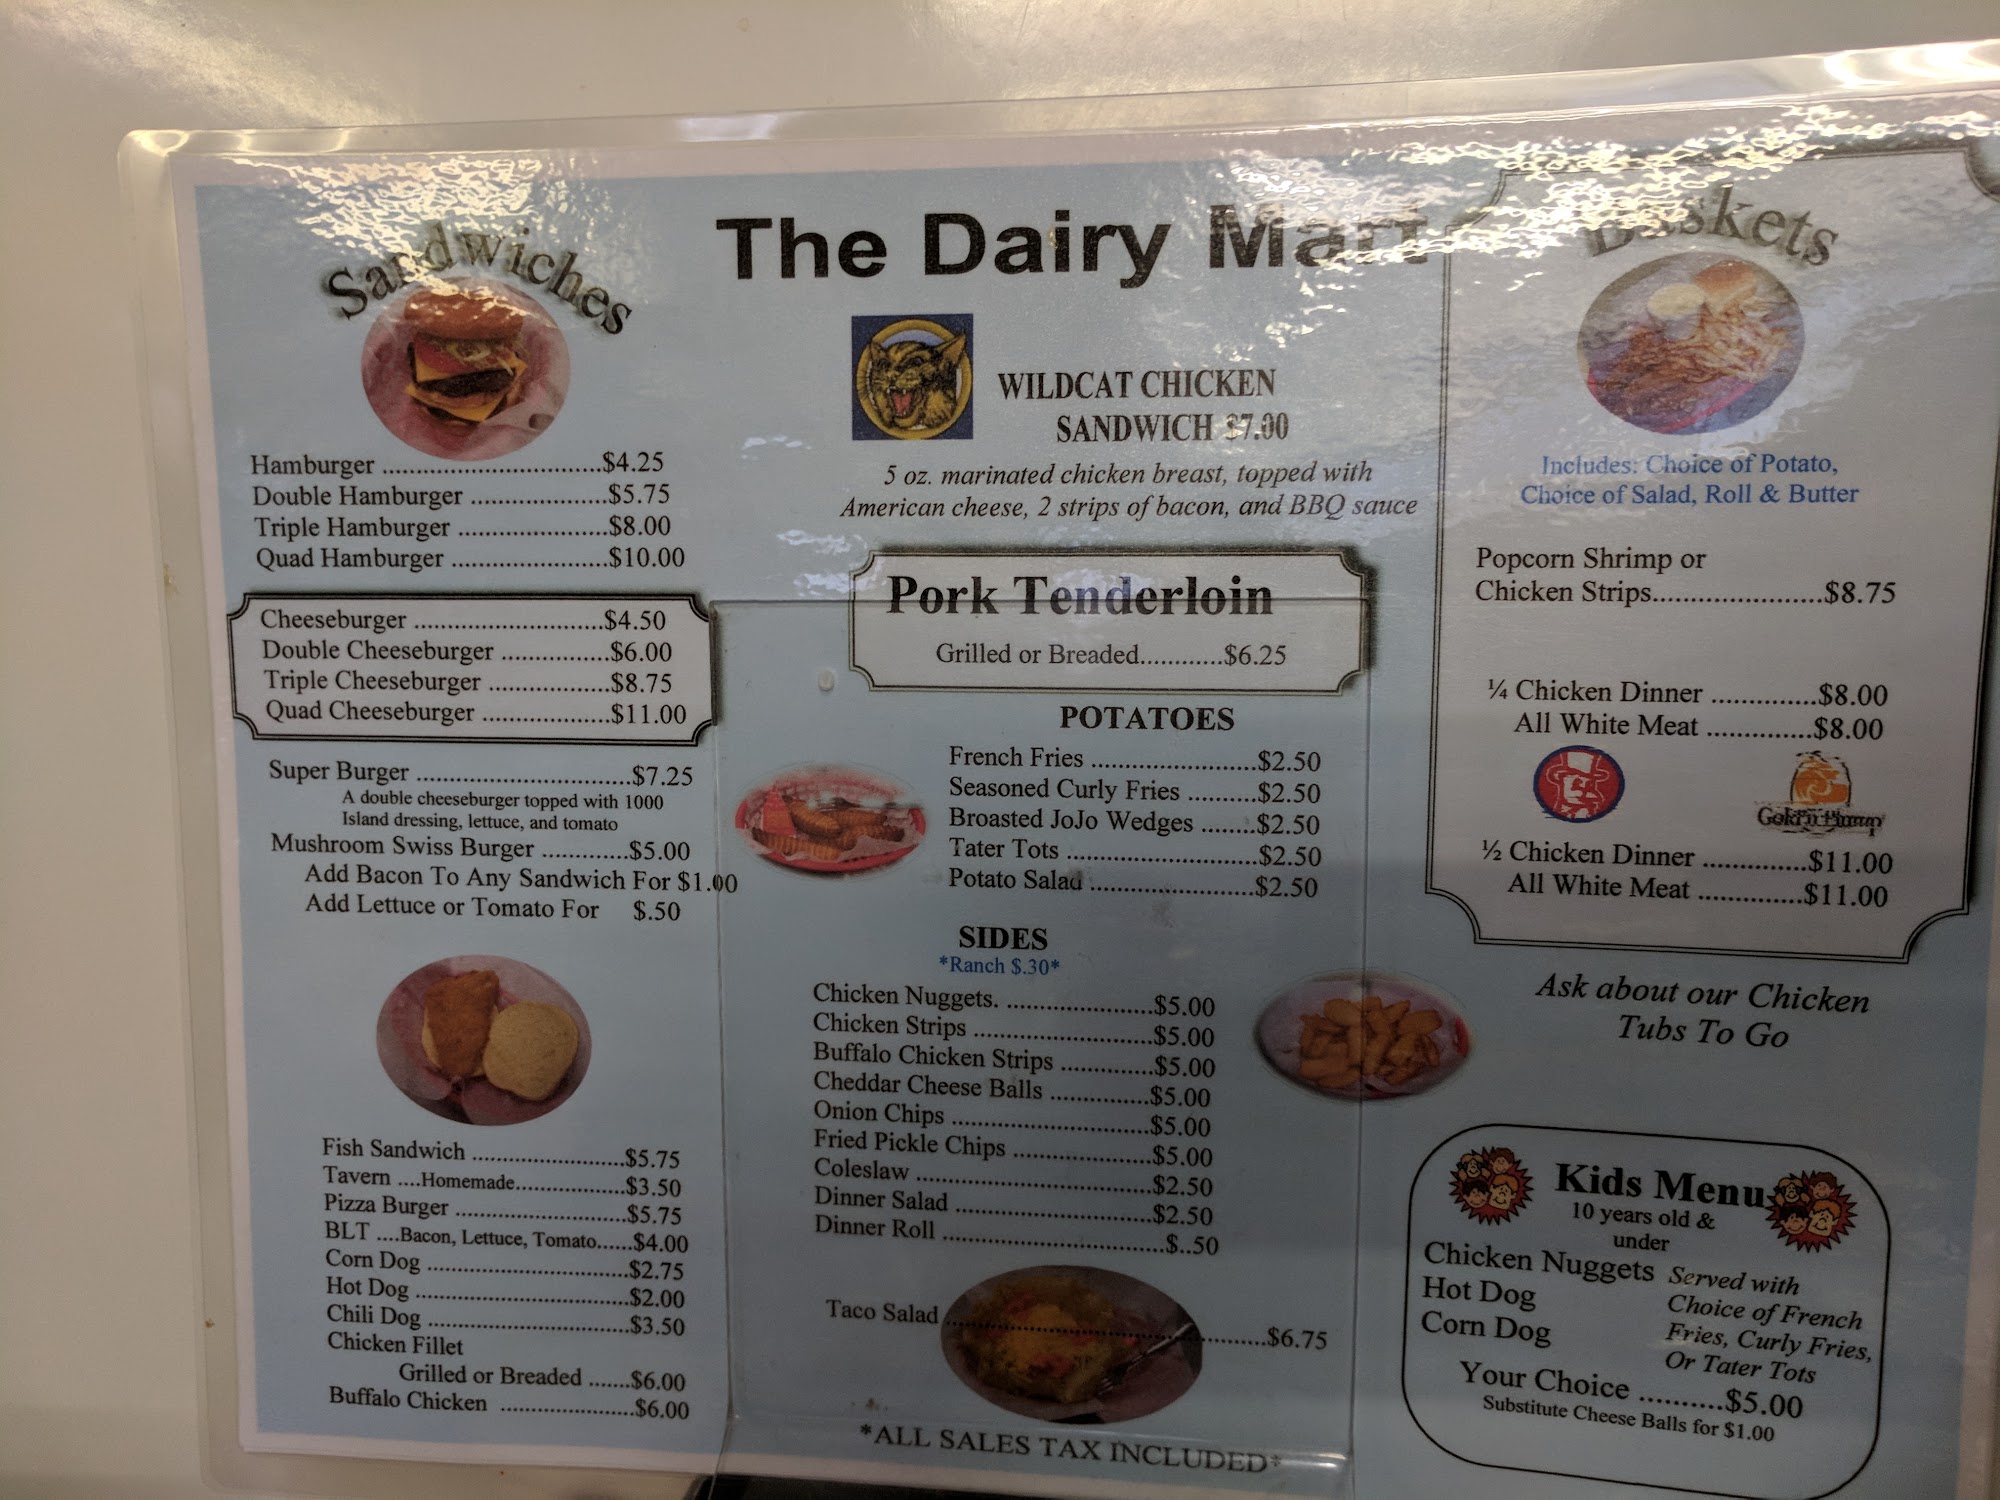 The Dairy Mart
Sandwiches
Hamburger ..............................$4.25
Double Hamburger ...................$5.75
Triple Hamburger .....................$8.00
Quad Hamburger ......................$10.00
Cheeseburger ...........................$4.50
Double Cheeseburger ...............$6.00
Triple Cheeseburger .................$8.75
Quad Cheeseburger ..................$11.00
Super Burger ..............................$7.25
A double cheeseburger topped with 1000
Island dressing, lettuce, and tomato
Mushroom Swiss Burger ............$5.00
Add Bacon To Any Sandwich For $1.00
Add Lettuce or Tomato For $.50
Fish Sandwich ......................$5.75
Tavern ....Homemade................$3.50
Pizza Burger .........................$5.75
BLT ....Bacon, Lettuce, Tomato......$4.00
Corn Dog .............................$2.75
Hot Dog ...............................$2.00
Chili Dog .............................$3.50
Chicken Fillet
Grilled or Breaded .......$6.00
Buffalo Chicken ...................$6.00
WILDCAT CHICKEN
SANDWICH $7.00
5 oz. marinated chicken breast, topped with
American cheese, 2 strips of bacon, and BBQ sauce
Pork Tenderloin
Grilled or Breaded............$6.25
POTATOES
French Fries ........................$2.50
Seasoned Curly Fries ..........$2.50
Broasted JoJo Wedges ........$2.50
Tater Tots ............................$2.50
Potato Salad ........................$2.50
SIDES
*Ranch $.30*
Chicken Nuggets. .....................$5.00
Chicken Strips ..........................$5.00
Buffalo Chicken Strips .............$5.00
Cheddar Cheese Balls ..............$5.00
Onion Chips .............................$5.00
Fried Pickle Chips ....................$5.00
Coleslaw ..................................$2.50
Dinner Salad .............................$2.50
Dinner Roll ................................$..50
Taco Salad ..............................................$6.75
*ALL SALES TAX INCLUDED*
Baskets
Includes: Choice of Potato,
Choice of Salad, Roll & Butter
Popcorn Shrimp or
Chicken Strips.......................$8.75
¼ Chicken Dinner ..............$8.00
All White Meat ..............$8.00
½ Chicken Dinner ..............$11.00
All White Meat ..............$11.00
Ask about our Chicken
Tubs To Go
Kids Menu
10 years old &
under
Chicken Nuggets
Hot Dog
Corn Dog
Served with
Choice of French
Fries, Curly Fries,
Or Tater Tots
Your Choice ..........$5.00
Substitute Cheese Balls for $1.00